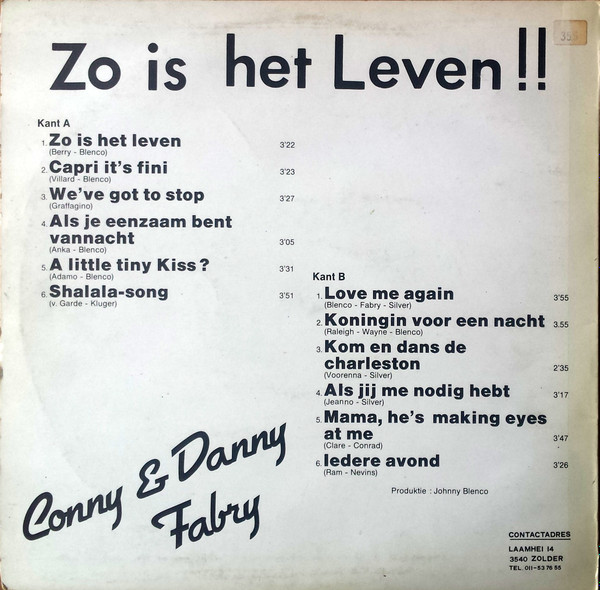 Zo is het Leven!!
Kant A
1. Zo is het leven 3'22
(Berry - Blenco)
2. Capri it's fini 3'23
(Villard - Blenco)
3. We've got to stop 3'27
(Graffagino)
4. Als je eenzaam bent
vannacht 3'05
(Anka - Blenco)
5. A little tiny Kiss? 3'31
(Adamo - Blenco)
6. Shalala-song 3'51
(v. Garde - Kluger)
Kant B
1. Love me again 3'55
(Blenco - Fabry - Silver)
2. Koningin voor een nacht 3.55
(Raleigh - Wayne - Blenco)
3. Kom en dans de
charleston 2'35
(Voorenna - Silver)
4. Als jij me nodig hebt 3'17
(Jeanno - Silver)
5. Mama, he's making eyes
at me 3'47
(Clare - Conrad)
6. Iedere avond 3'26
(Ram - Nevins)
Produktie : Johnny Blenco
Conny & Danny
Fabry
CONTACTADRES
LAAMHEI 14
3540 ZOLDER
TEL. 011-53 76 55